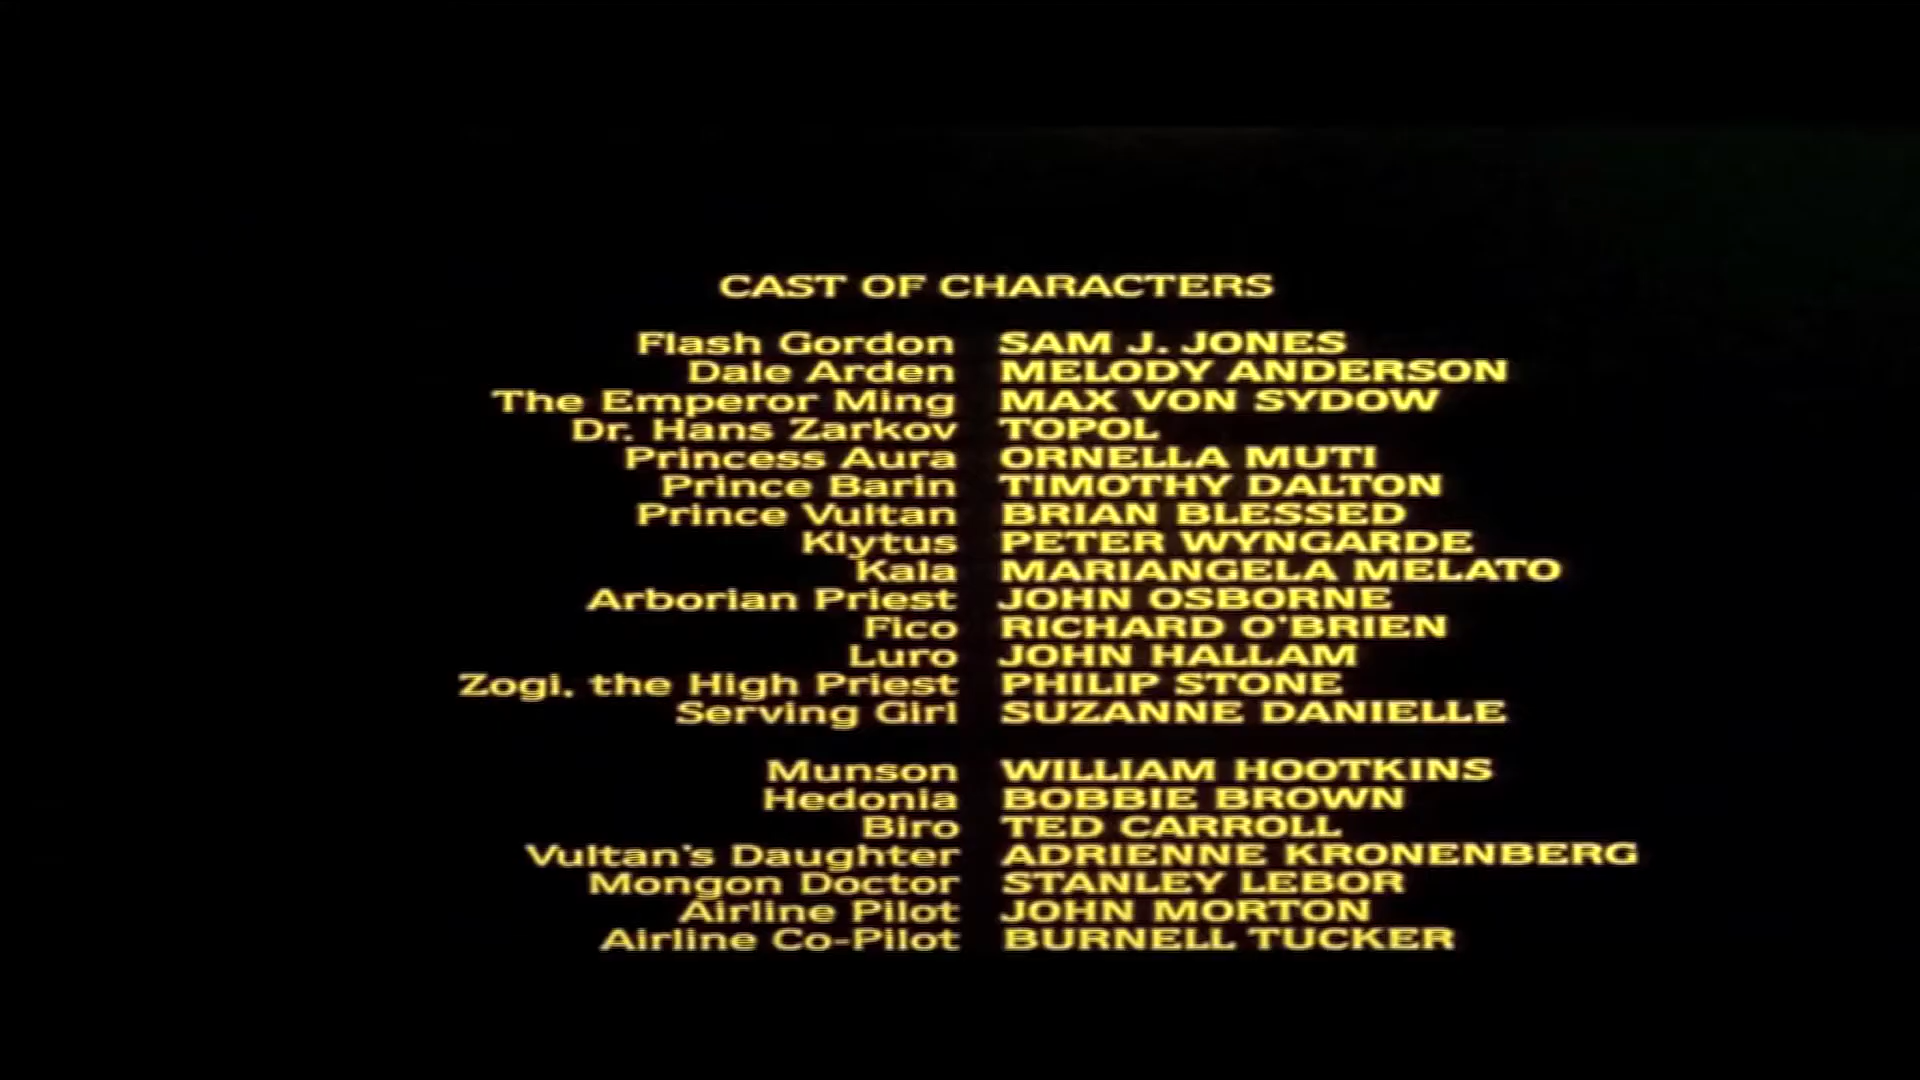 CAST OF CHARACTERS
Flash Gordon SAM J. JONES
Dale Arden MELODY ANDERSON
The Emperor Ming MAX VON SYDOW
Dr. Hans Zarkov TOPOL
Princess Aura ORNELLA MUTI
Prince Barin TIMOTHY DALTON
Prince Vultan BRIAN BLESSED
Klytus PETER WYNGARDE
Kala MARIANGELA MELATO
Arborian Priest JOHN OSBORNE
Fico RICHARD O'BRIEN
Luro JOHN HALLAM
Zogi, the High Priest PHILIP STONE
Serving Girl SUZANNE DANIELLE
Munson WILLIAM HOOTKINS
Hedonia BOBBIE BROWN
Biro TED CARROLL
Vultan's Daughter ADRIENNE KRONENBERG
Mongon Doctor STANLEY LEBOR
Airline Pilot JOHN MORTON
Airline Co-Pilot BURNELL TUCKER